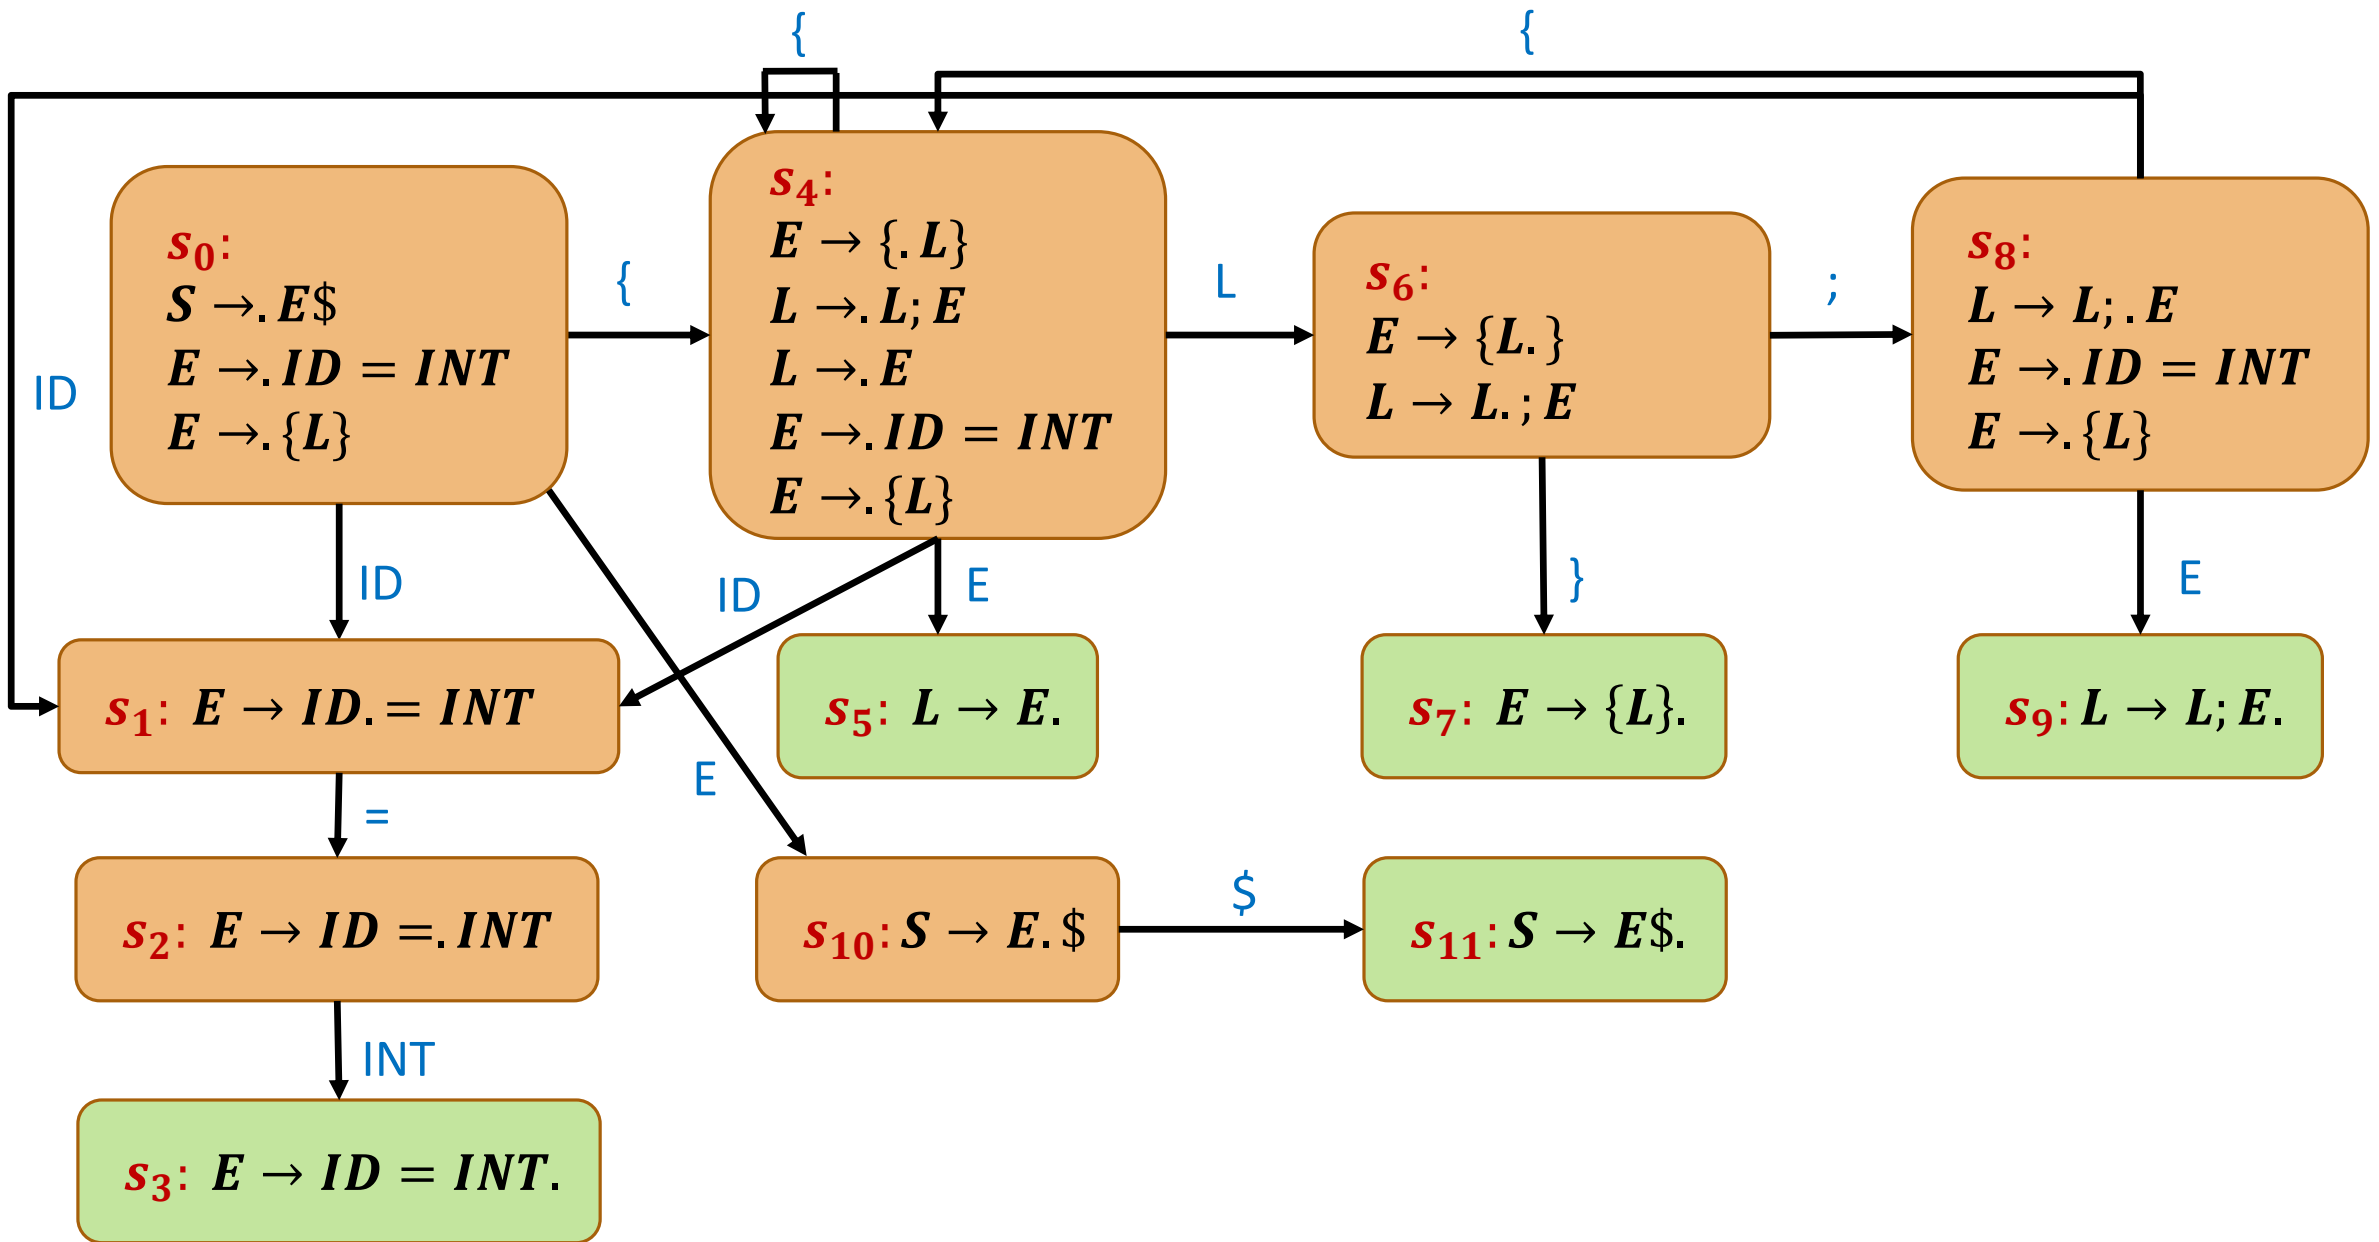 {
{
s₀:
S →. E$
E →. ID = INT
E →. {L}
{
s₄:
E → {. L}
L →. L; E
L →. E
E →. ID = INT
E →. {L}
L
s₆:
E → {L. }
L → L. ; E
;
s₈:
L → L; . E
E →. ID = INT
E →. {L}
ID
ID
ID
E
}
E
s₁: E → ID. = INT
s₅: L → E.
s₇: E → {L}.
s₉: L → L; E.
=
E
s₂: E → ID =. INT
s₁₀: S → E. $
$
s₁₁: S → E$.
INT
s₃: E → ID = INT.